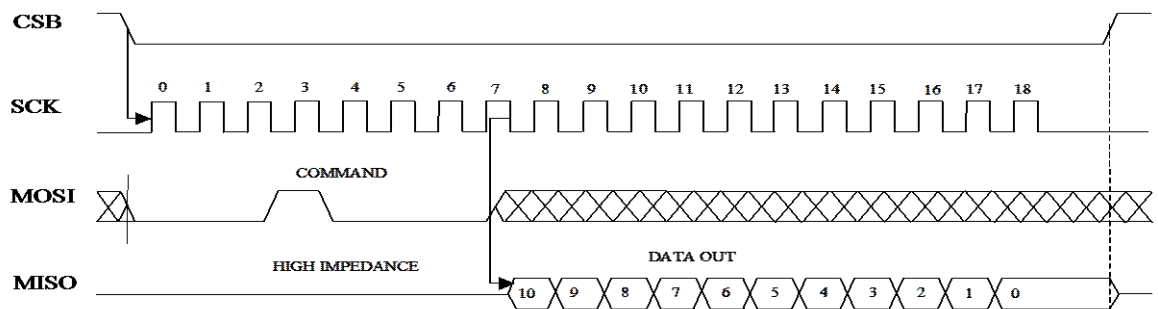 CSB
0 1 2 3 4 5 6 7 8 9 10 11 12 13 14 15 16 17 18
SCK
COMMAND
MOSI
HIGH IMPEDANCE DATA OUT
MISO
10 9 8 7 6 5 4 3 2 1 0